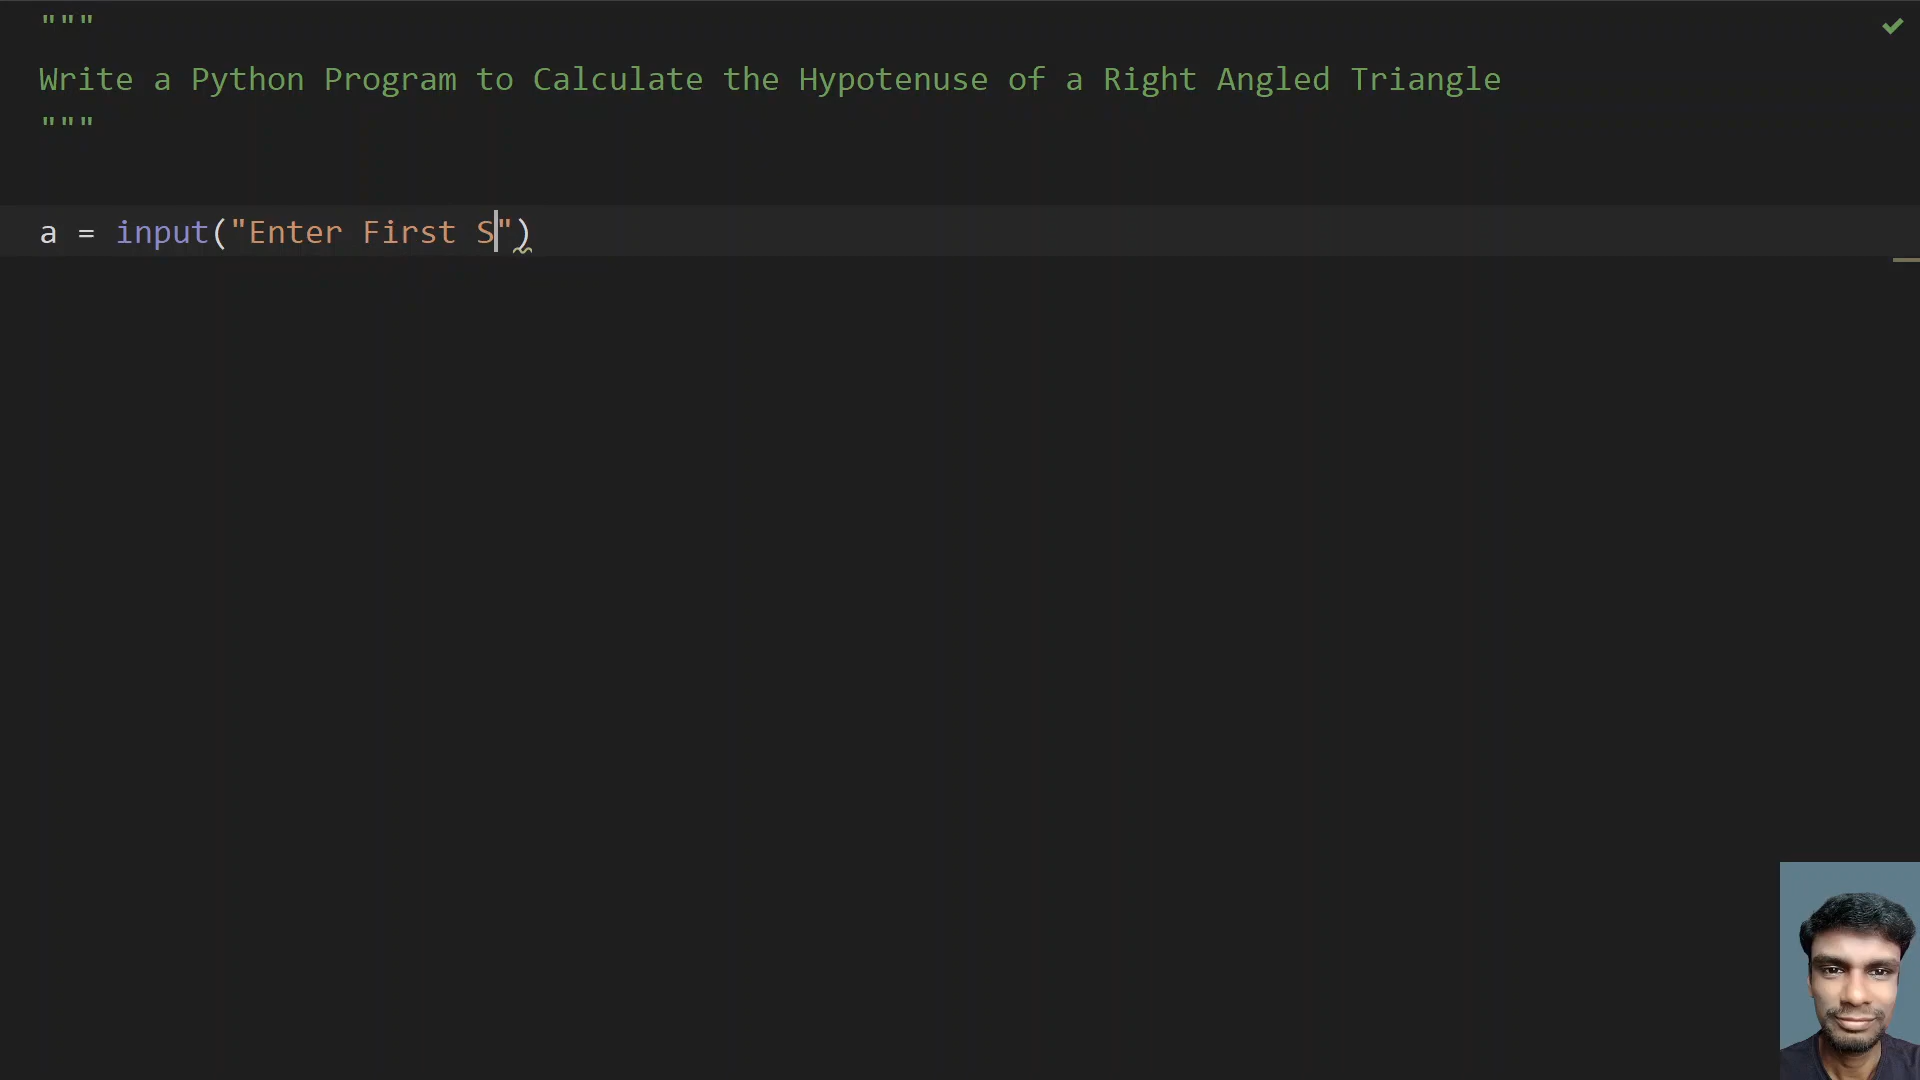 """
Write a Python Program to Calculate the Hypotenuse of a Right Angled Triangle
"""
a = input("Enter First S")